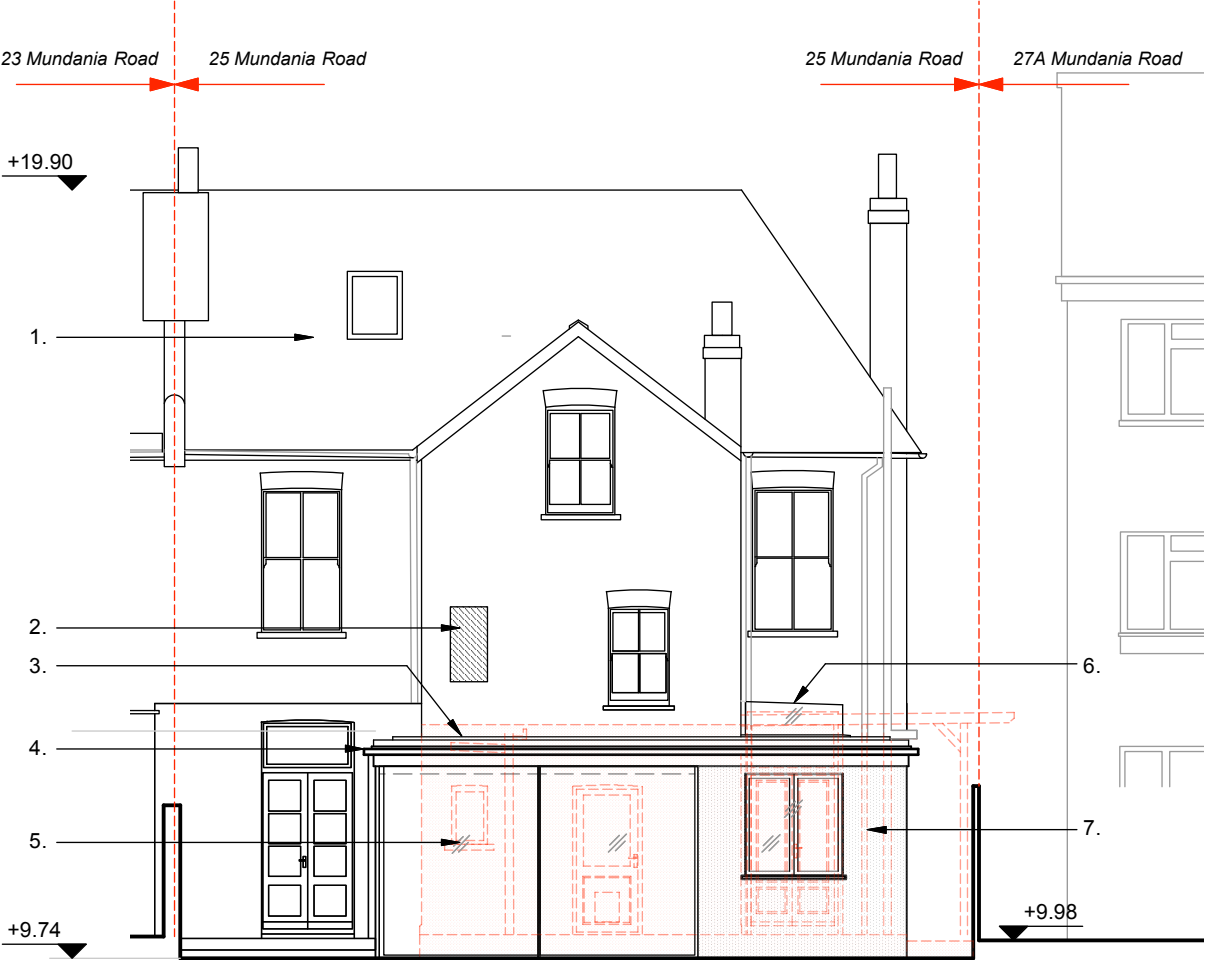 23 Mundania Road
25 Mundania Road
25 Mundania Road
27A Mundania Road
+19.90
1.
2.
3.
6.
4.
5.
7.
+9.98
+9.74